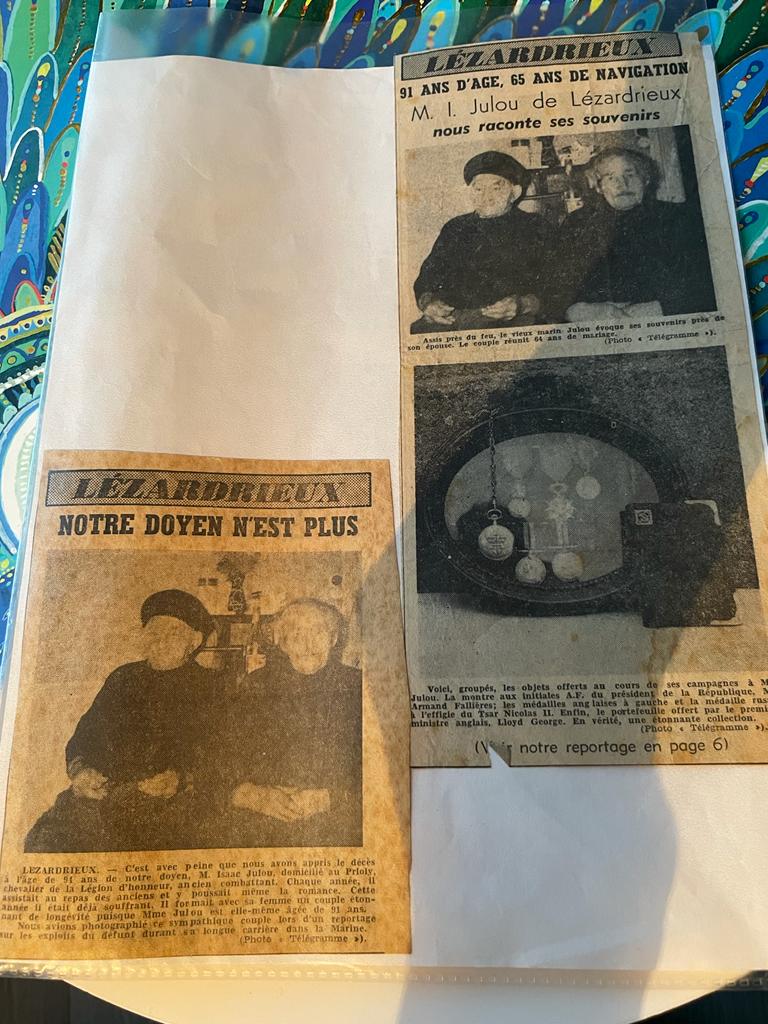 LÉZARDRIEUX
91 ANS D'AGE, 65 ANS DE NAVIGATION
M. I. Julou de Lézardrieux
nous raconte ses souvenirs
Assis près du feu, le vieux marin Julou évoque ses souvenirs près de
son épouse. Le couple réunit 64 ans de mariage.
(Photo « Télégramme »).
Voici, groupés, les objets offerts au cours de ses campagnes à M
Julou. La montre aux initiales A.F. du président de la République, M
Armand Fallières; les médailles anglaises à gauche et la médaille rus
à l'effigie du Tsar Nicolas II. Enfin, le portefeuille offert par le premi
ministre anglais, Lloyd George. En vérité, une étonnante collection.
(Photo « Télégramme »).
notre reportage en page 6)
LÉZARDRIEUX
NOTRE DOYEN N'EST PLUS
LEZARDRIEUX. — C'est avec peine que nous avons appris le décès
à l'âge de 91 ans de notre doyen, M. Isaac Julou, domicilié au Prioly,
chevalier de la Légion d'honneur, ancien combattant. Chaque année, il
assistait au repas des anciens et y poussait même la romance. Cette
année il était déjà souffrant. Il formait avec sa femme un couple éton-
nant de longévité puisque Mme Julou est elle-même âgée de 91 ans.
Nous avions photographié ce sympathique couple lors d'un reportage
sur les exploits du défunt durant sa longue carrière dans la Marine.
(Photo « Télégramme »).